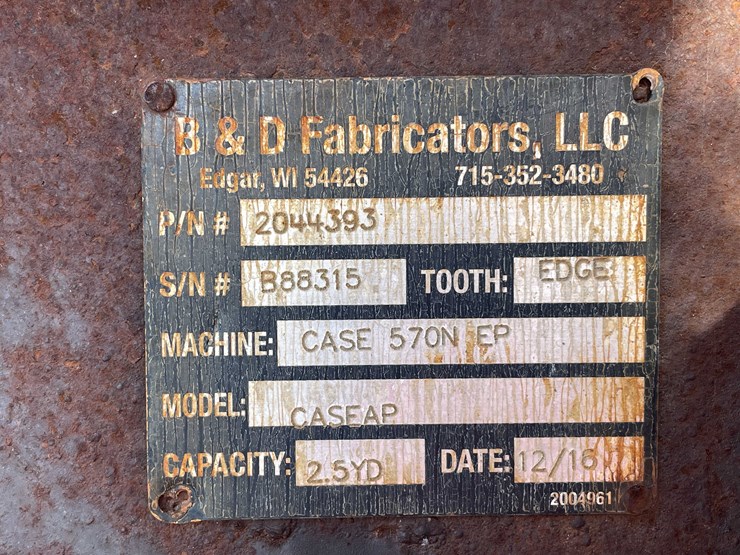 B & D Fabricators, LLC
Edgar, WI 54426 715-352-3480
P/N # 2044393
S/N # B88315 TOOTH: EDGE
MACHINE: CASE 570N EP
MODEL: CASEAP
CAPACITY: 2.5YD DATE: 12/16
2004961